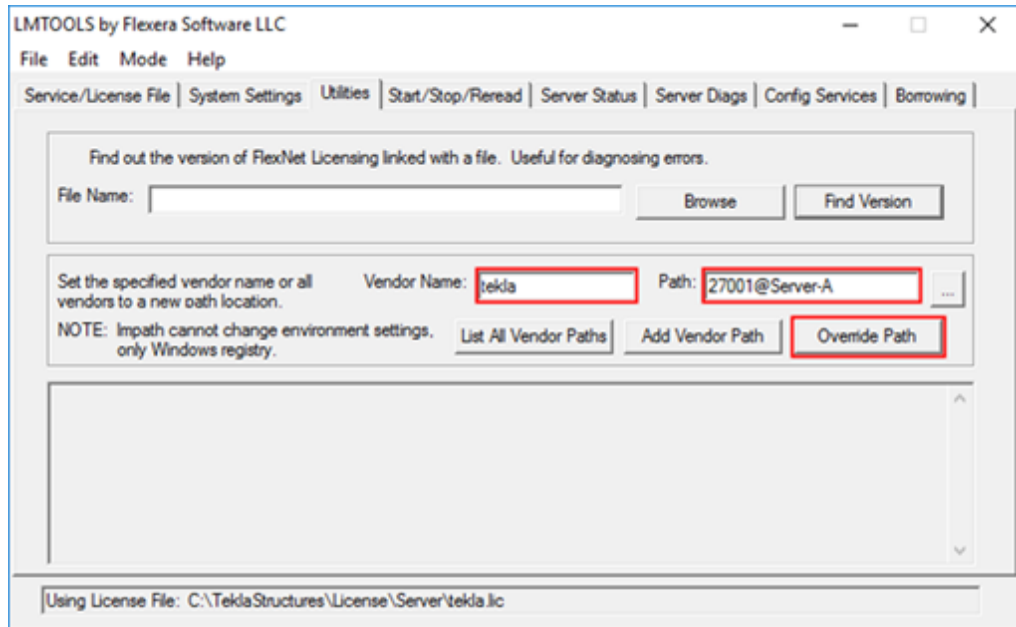 LMTOOLS by Flexera Software LLC
File Edit Mode Help
Service/License File System Settings Utilities Start/Stop/Reread Server Status Server Diags Config Services Borrowing
Find out the version of FlexNet Licensing linked with a file. Useful for diagnosing errors.
File Name: Browse Find Version
Set the specified vendor name or all vendors to a new path location.
Vendor Name: tekla Path: 27001@Server-A ...
NOTE: lmpath cannot change environment settings, only Windows registry.
List All Vendor Paths Add Vendor Path Override Path
Using License File: C:\TeklaStructures\License\Server\tekla.lic